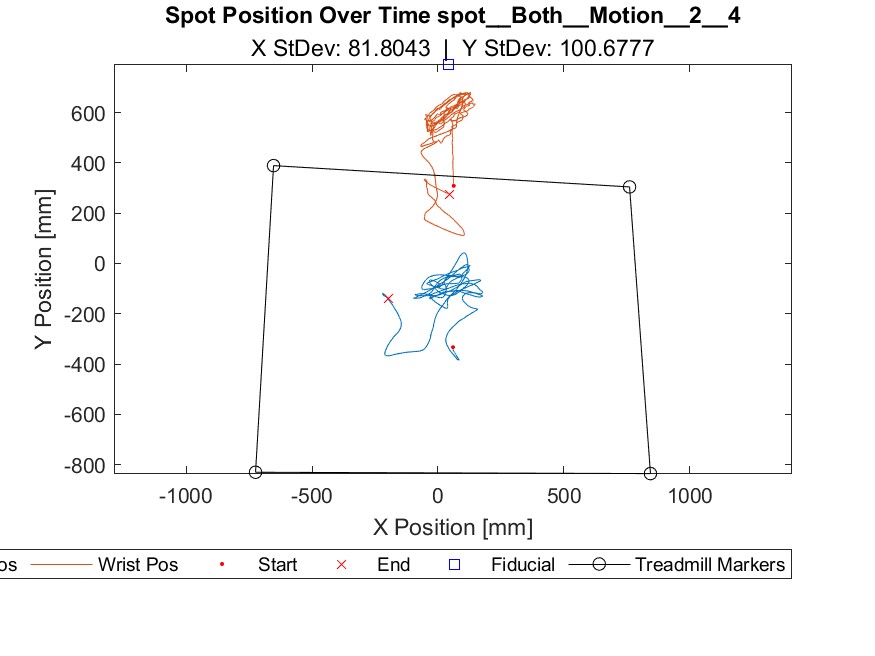 Spot Position Over Time spot__Both__Motion__2__4
X StDev: 81.8043 | Y StDev: 100.6777
Y Position [mm]
600
400
200
0
-200
-400
-600
-800
-1000 -500 0 500 1000
X Position [mm]
os Wrist Pos Start End Fiducial Treadmill Markers